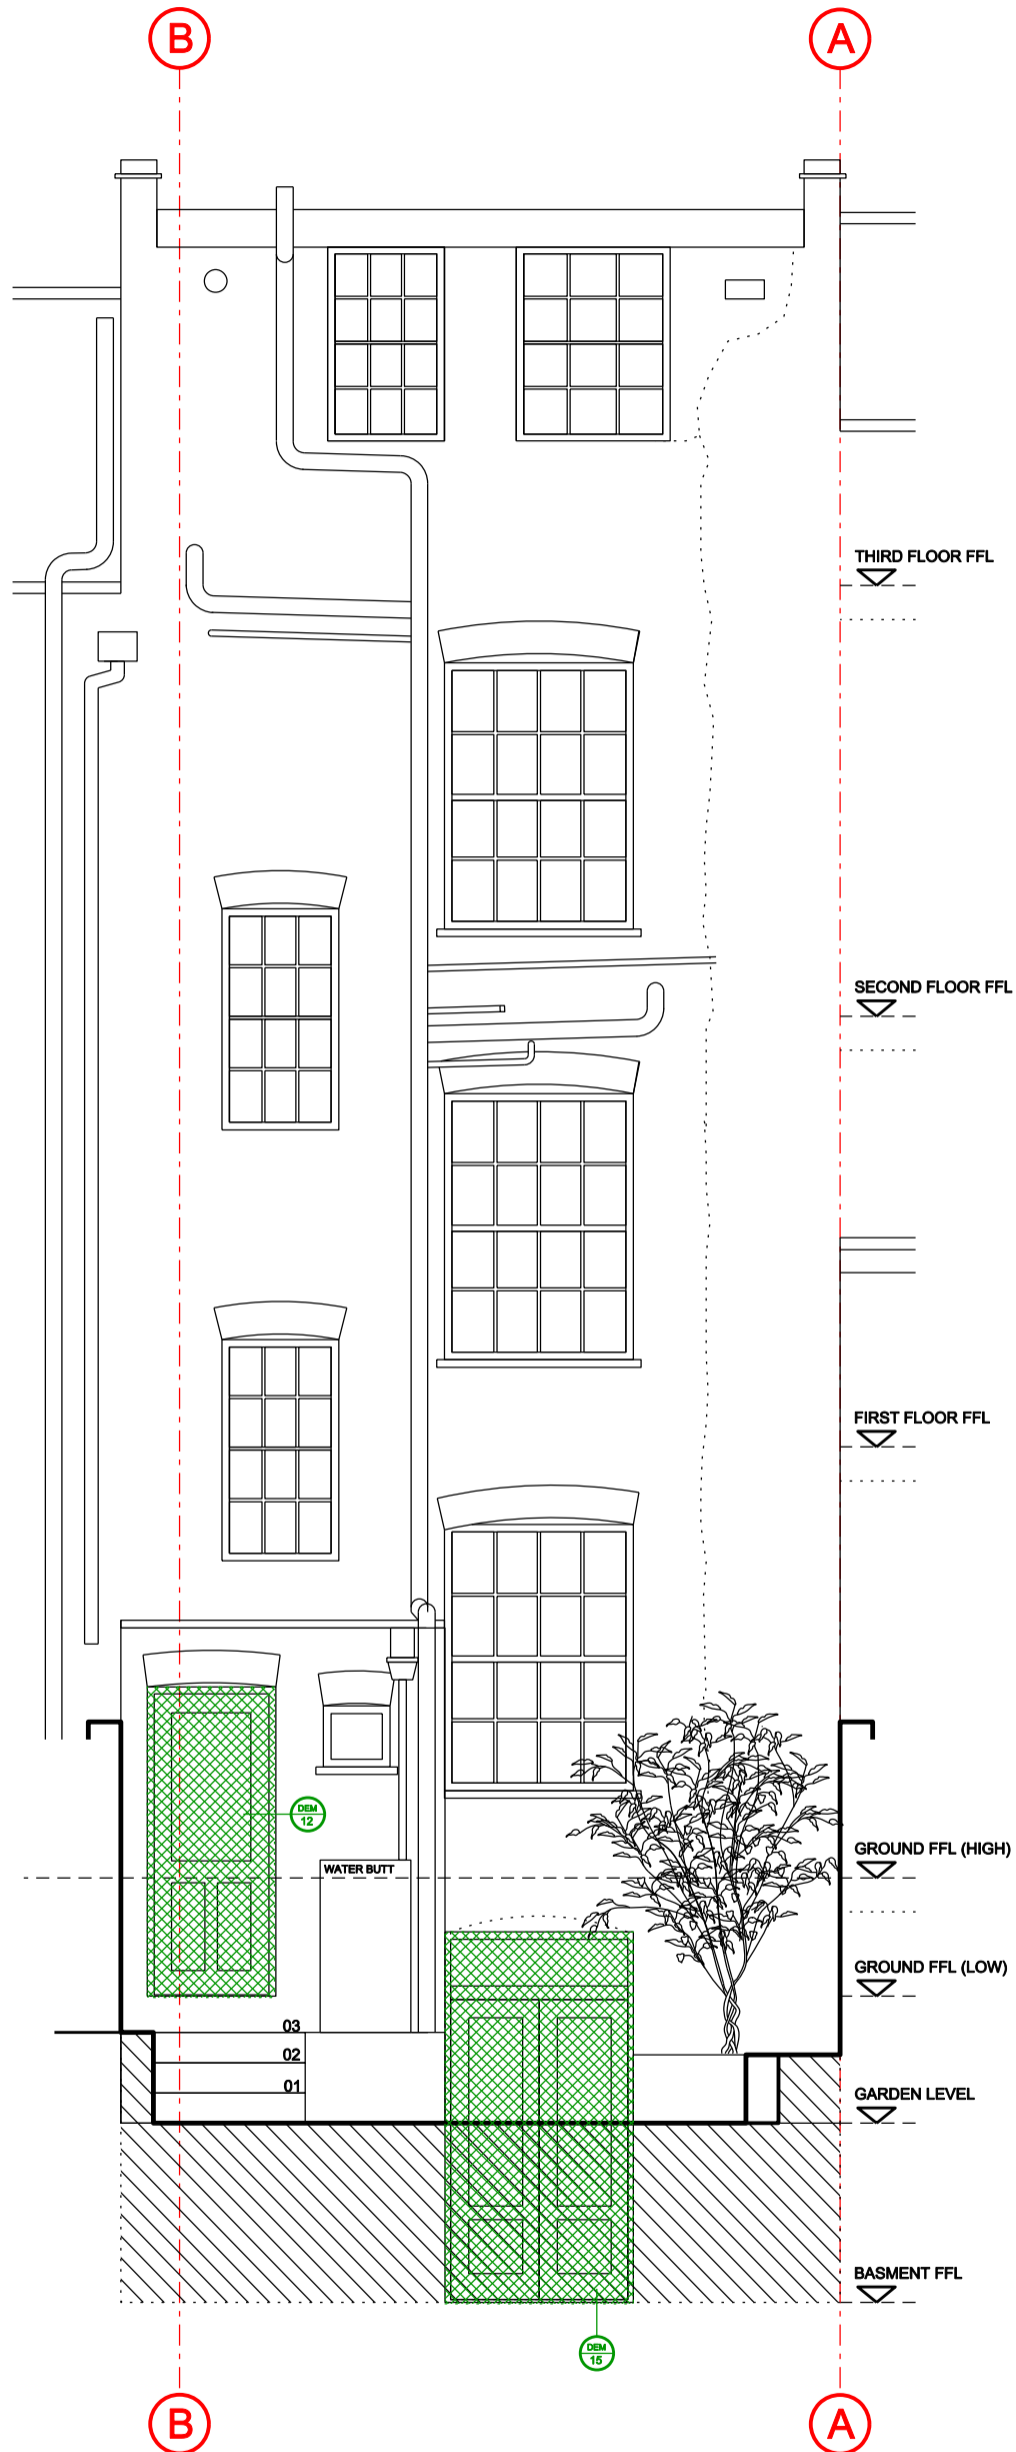 B
A
THIRD FLOOR FFL
SECOND FLOOR FFL
FIRST FLOOR FFL
DEM
12
WATER BUTT
GROUND FFL (HIGH)
GROUND FFL (LOW)
03
02
01
GARDEN LEVEL
BASMENT FFL
DEM
15
B
A